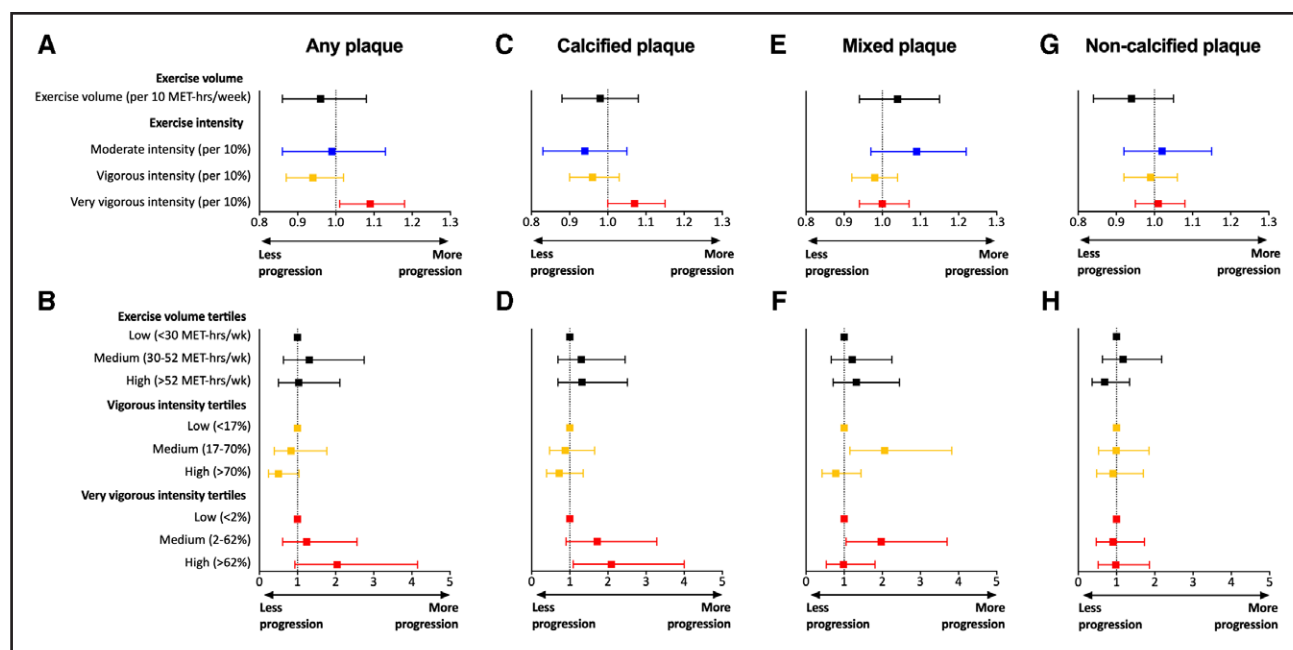 A Any plaque C Calcified plaque E Mixed plaque G Non-calcified plaque
Exercise volume
Exercise volume (per 10 MET-hrs/week)
Exercise intensity
Moderate intensity (per 10%)
Vigorous intensity (per 10%)
Very vigorous intensity (per 10%)
0.8 0.9 1.0 1.1 1.2 1.3 0.8 0.9 1.0 1.1 1.2 1.3 0.8 0.9 1.0 1.1 1.2 1.3 0.8 0.9 1.0 1.1 1.2 1.3
Less More Less More Less More Less More
progression progression progression progression progression progression progression progression
B D F H
Exercise volume tertiles
Low (<30 MET-hrs/wk)
Medium (30-52 MET-hrs/wk)
High (>52 MET-hrs/wk)
Vigorous intensity tertiles
Low (<17%)
Medium (17-70%)
High (>70%)
Very vigorous intensity tertiles
Low (<2%)
Medium (2-62%)
High (>62%)
0 1 2 3 4 5 0 1 2 3 4 5 0 1 2 3 4 5 0 1 2 3 4 5
Less More Less More Less More Less More
progression progression progression progression progression progression progression progression